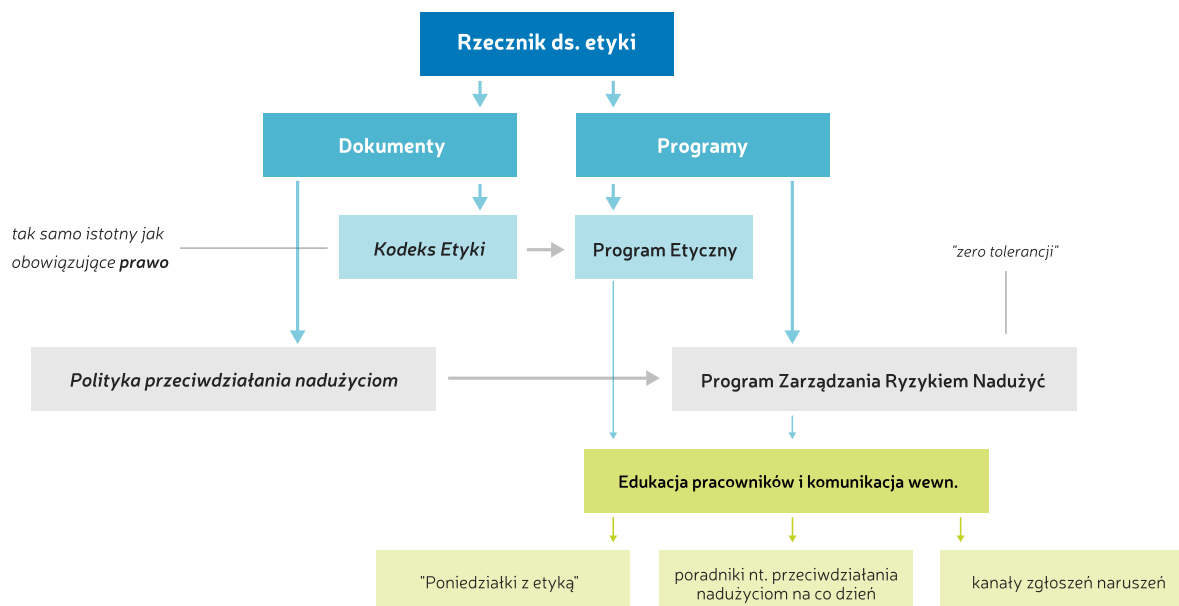 Rzecznik ds. etyki
Dokumenty
Programy
tak samo istotny jak
obowiązujące prawo
Kodeks Etyki
Program Etyczny
"zero tolerancji"
Polityka przeciwdziałania nadużyciom
Program Zarządzania Ryzykiem Nadużyć
Edukacja pracowników i komunikacja wewn.
"Poniedziałki z etyką"
poradniki nt. przeciwdziałania
nadużyciom na co dzień
kanały zgłoszeń naruszeń